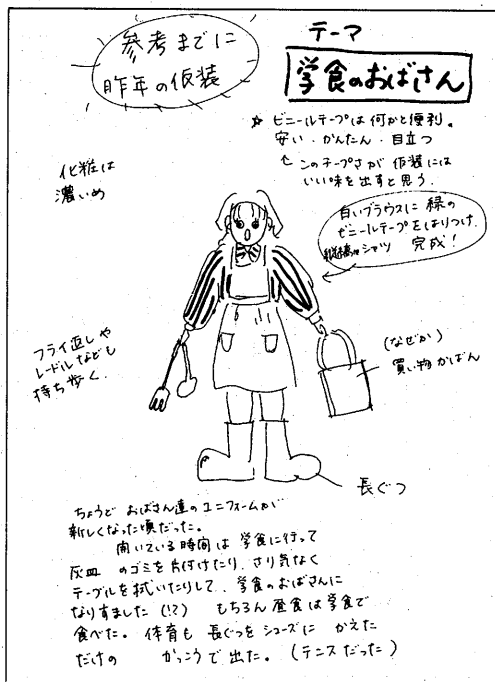 参考までに
昨年の仮装
テーマ
学食のおばさん
☆ ビニールテープは何かと便利。
安い・かんたん・目立つ
このチープさが 仮装には
いい味を出すと思う。
化粧は
濃いめ
白いブラウスに 緑の
ビニールテープをはりつけ
シャツ 完成!
フライ返しや
レードルなども
持ち歩く。
(なぜか)
買い物かばん
長ぐつ
ちょうど おばさん達のユニフォームが
新しくなった頃だった。
開いている時間は 学食に行って
灰皿 のゴミを片付けたり、さり気なく
テーブルを拭いたりして、学食のおばさんに
なりすました (!?) もちろん昼食は学食で
食べた。体育も 長ぐつをシューズに かえた
だけの かっこうで出た。(テニスだった)